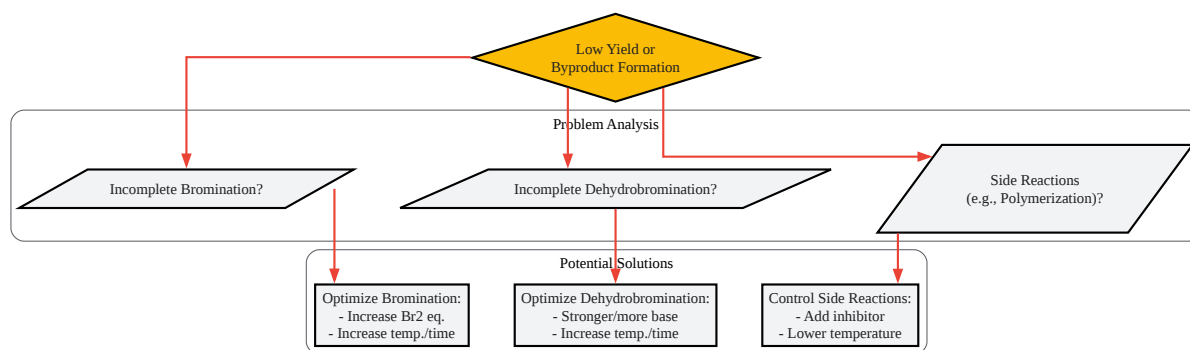 Low Yield or
Byproduct Formation
Problem Analysis
Incomplete Bromination?
Incomplete Dehydrobromination?
Side Reactions
(e.g., Polymerization)?
Potential Solutions
Optimize Bromination:
- Increase Br2 eq.
- Increase temp./time
Optimize Dehydrobromination:
- Stronger/more base
- Increase temp./time
Control Side Reactions:
- Add inhibitor
- Lower temperature